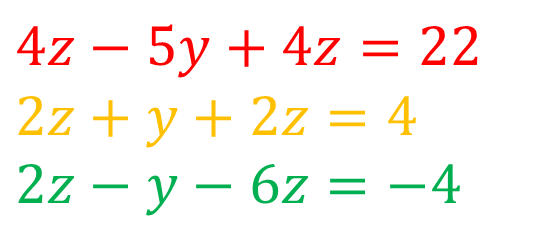 4z − 5y + 4z = 22
2z + y + 2z = 4
2z − y − 6z = −4